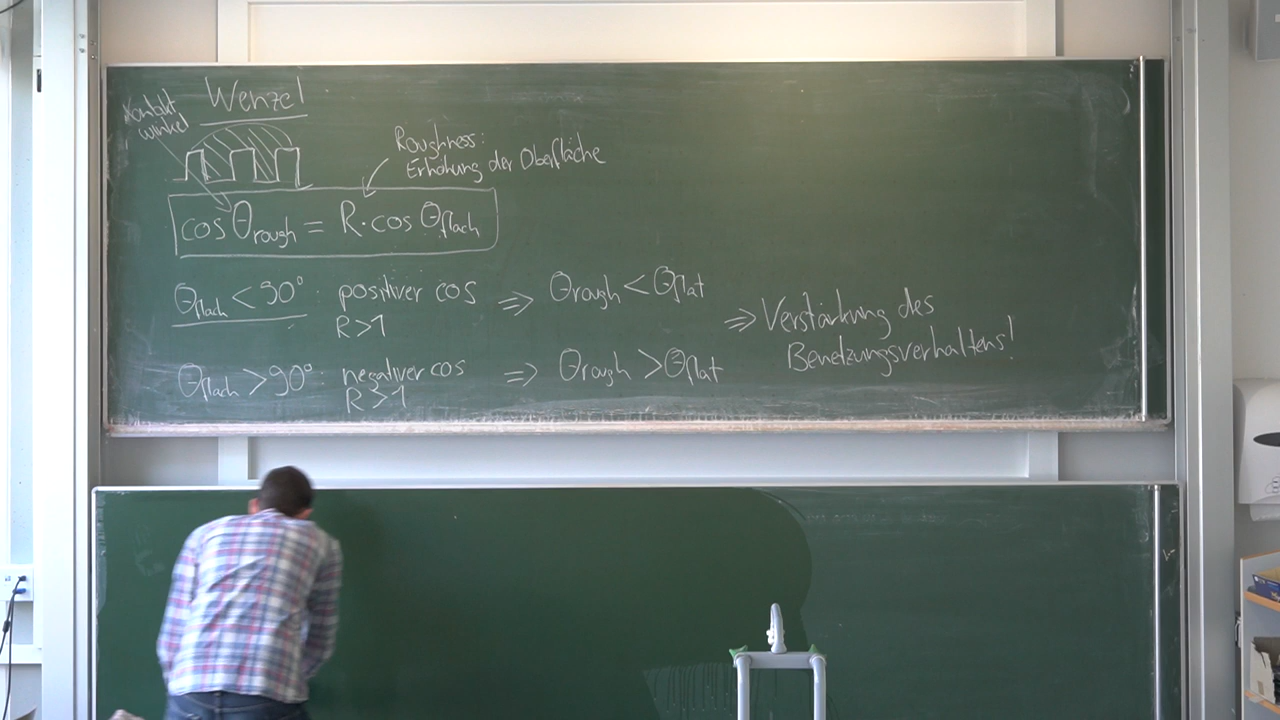 Wenzel
Kontakt
winkel
Roughness:
Erhöhung der Oberfläche
cos Θrough = R·cos Θflach
Θflach < 90°: positiver cos ⇒ Θrough < Θflat
R>1
⇒ Verstärkung des
Benetzungsverhaltens!
Θflach > 90°: negativer cos ⇒ Θrough > Θflat
R>1